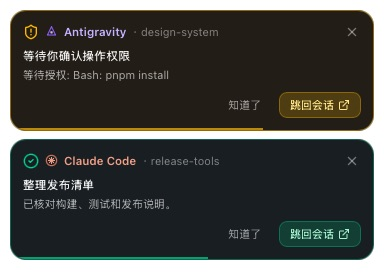 Antigravity · design-system
等待你确认操作权限
等待授权: Bash: pnpm install
知道了 跳回会话
Claude Code · release-tools
整理发布清单
已核对构建、测试和发布说明。
知道了 跳回会话